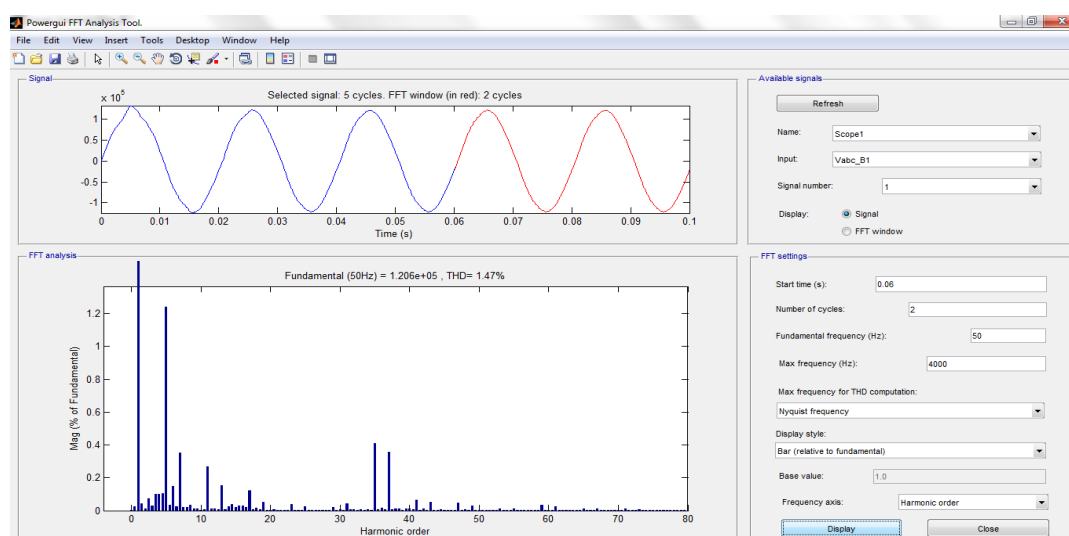 Powergui FFT Analysis Tool.
File Edit View Insert Tools Desktop Window Help
Signal
x 10^5
Selected signal: 5 cycles. FFT window (in red): 2 cycles
1
0.5
0
-0.5
-1
0 0.01 0.02 0.03 0.04 0.05 0.06 0.07 0.08 0.09 0.1
Time (s)
FFT analysis
Fundamental (50Hz) = 1.206e+05 , THD= 1.47%
1.2
1
0.8
0.6
0.4
0.2
0
Mag (% of Fundamental)
0 10 20 30 40 50 60 70 80
Harmonic order
Available signals
Refresh
Name: Scope1
Input: Vabc_B1
Signal number: 1
Display: Signal
FFT window
FFT settings
Start time (s): 0.06
Number of cycles: 2
Fundamental frequency (Hz): 50
Max frequency (Hz): 4000
Max frequency for THD computation:
Nyquist frequency
Display style:
Bar (relative to fundamental)
Base value: 1.0
Frequency axis: Harmonic order
Display Close